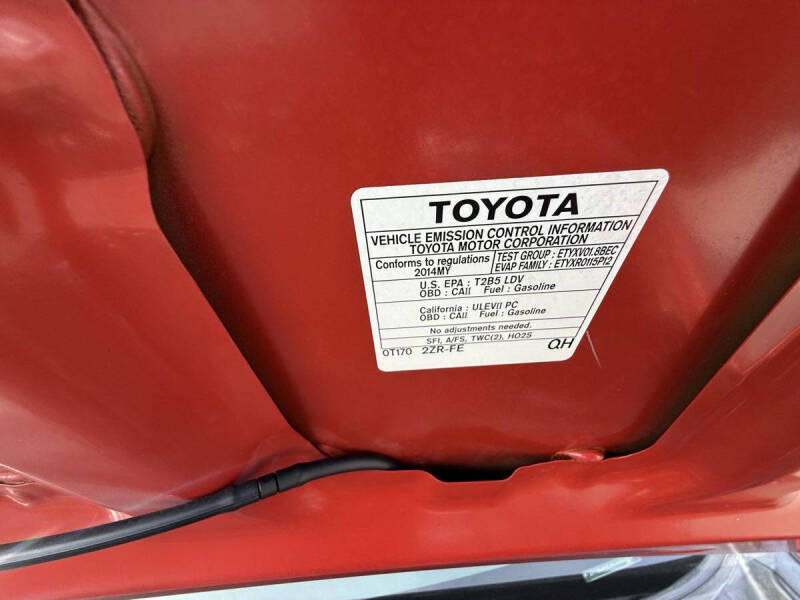 TOYOTA
VEHICLE EMISSION CONTROL INFORMATION
TOYOTA MOTOR CORPORATION
Conforms to regulations
2014MY
TEST GROUP : ETYXV01.8BEC
EVAP FAMILY : ETYXR0115P12
U.S. EPA : T2B5 LDV
OBD : CAII Fuel : Gasoline
California : ULEVII PC
OBD : CAII Fuel : Gasoline
No adjustments needed.
SFI, A/FS, TWC(2), HO2S
0T170 2ZR-FE QH